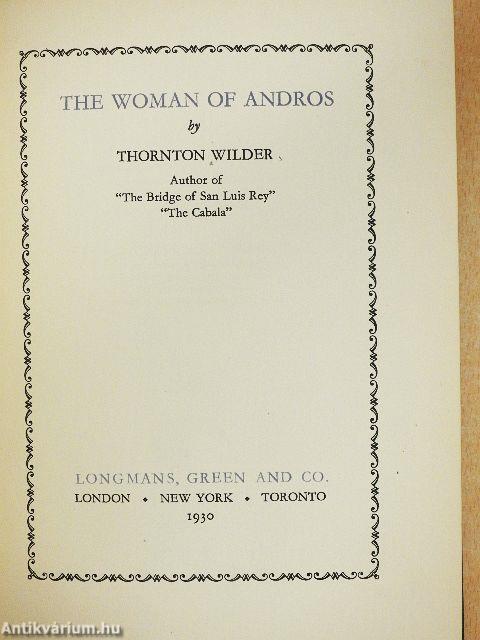 THE WOMAN OF ANDROS
by
THORNTON WILDER
Author of
"The Bridge of San Luis Rey"
"The Cabala"
LONGMANS, GREEN AND CO.
LONDON • NEW YORK • TORONTO
1930
Antikvárium.hu